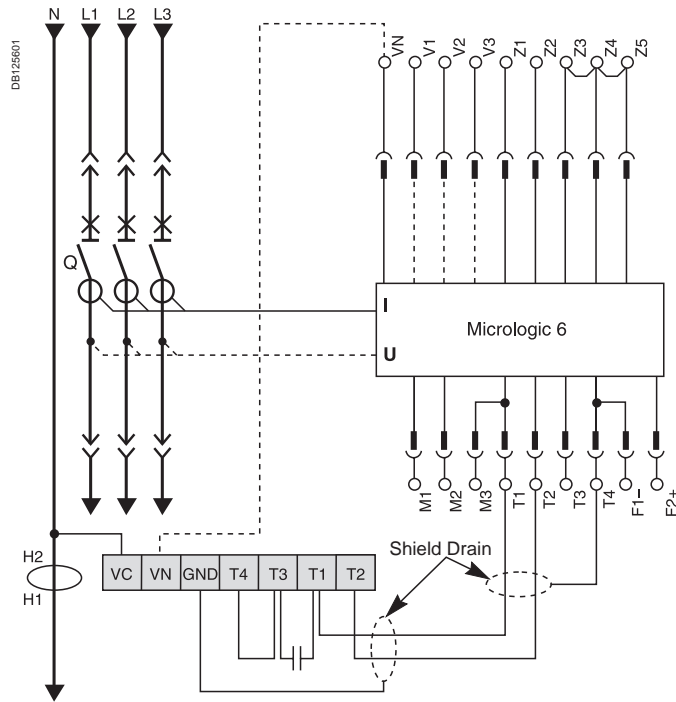 N L1 L2 L3
DB125601
VN V1 V2 V3 Z1 Z2 Z3 Z4 Z5
Q
I
Micrologic 6
U
M1 M2 M3 T1 T2 T3 T4 F1– F2+
Shield Drain
H2
H1
VC VN GND T4 T3 T1 T2